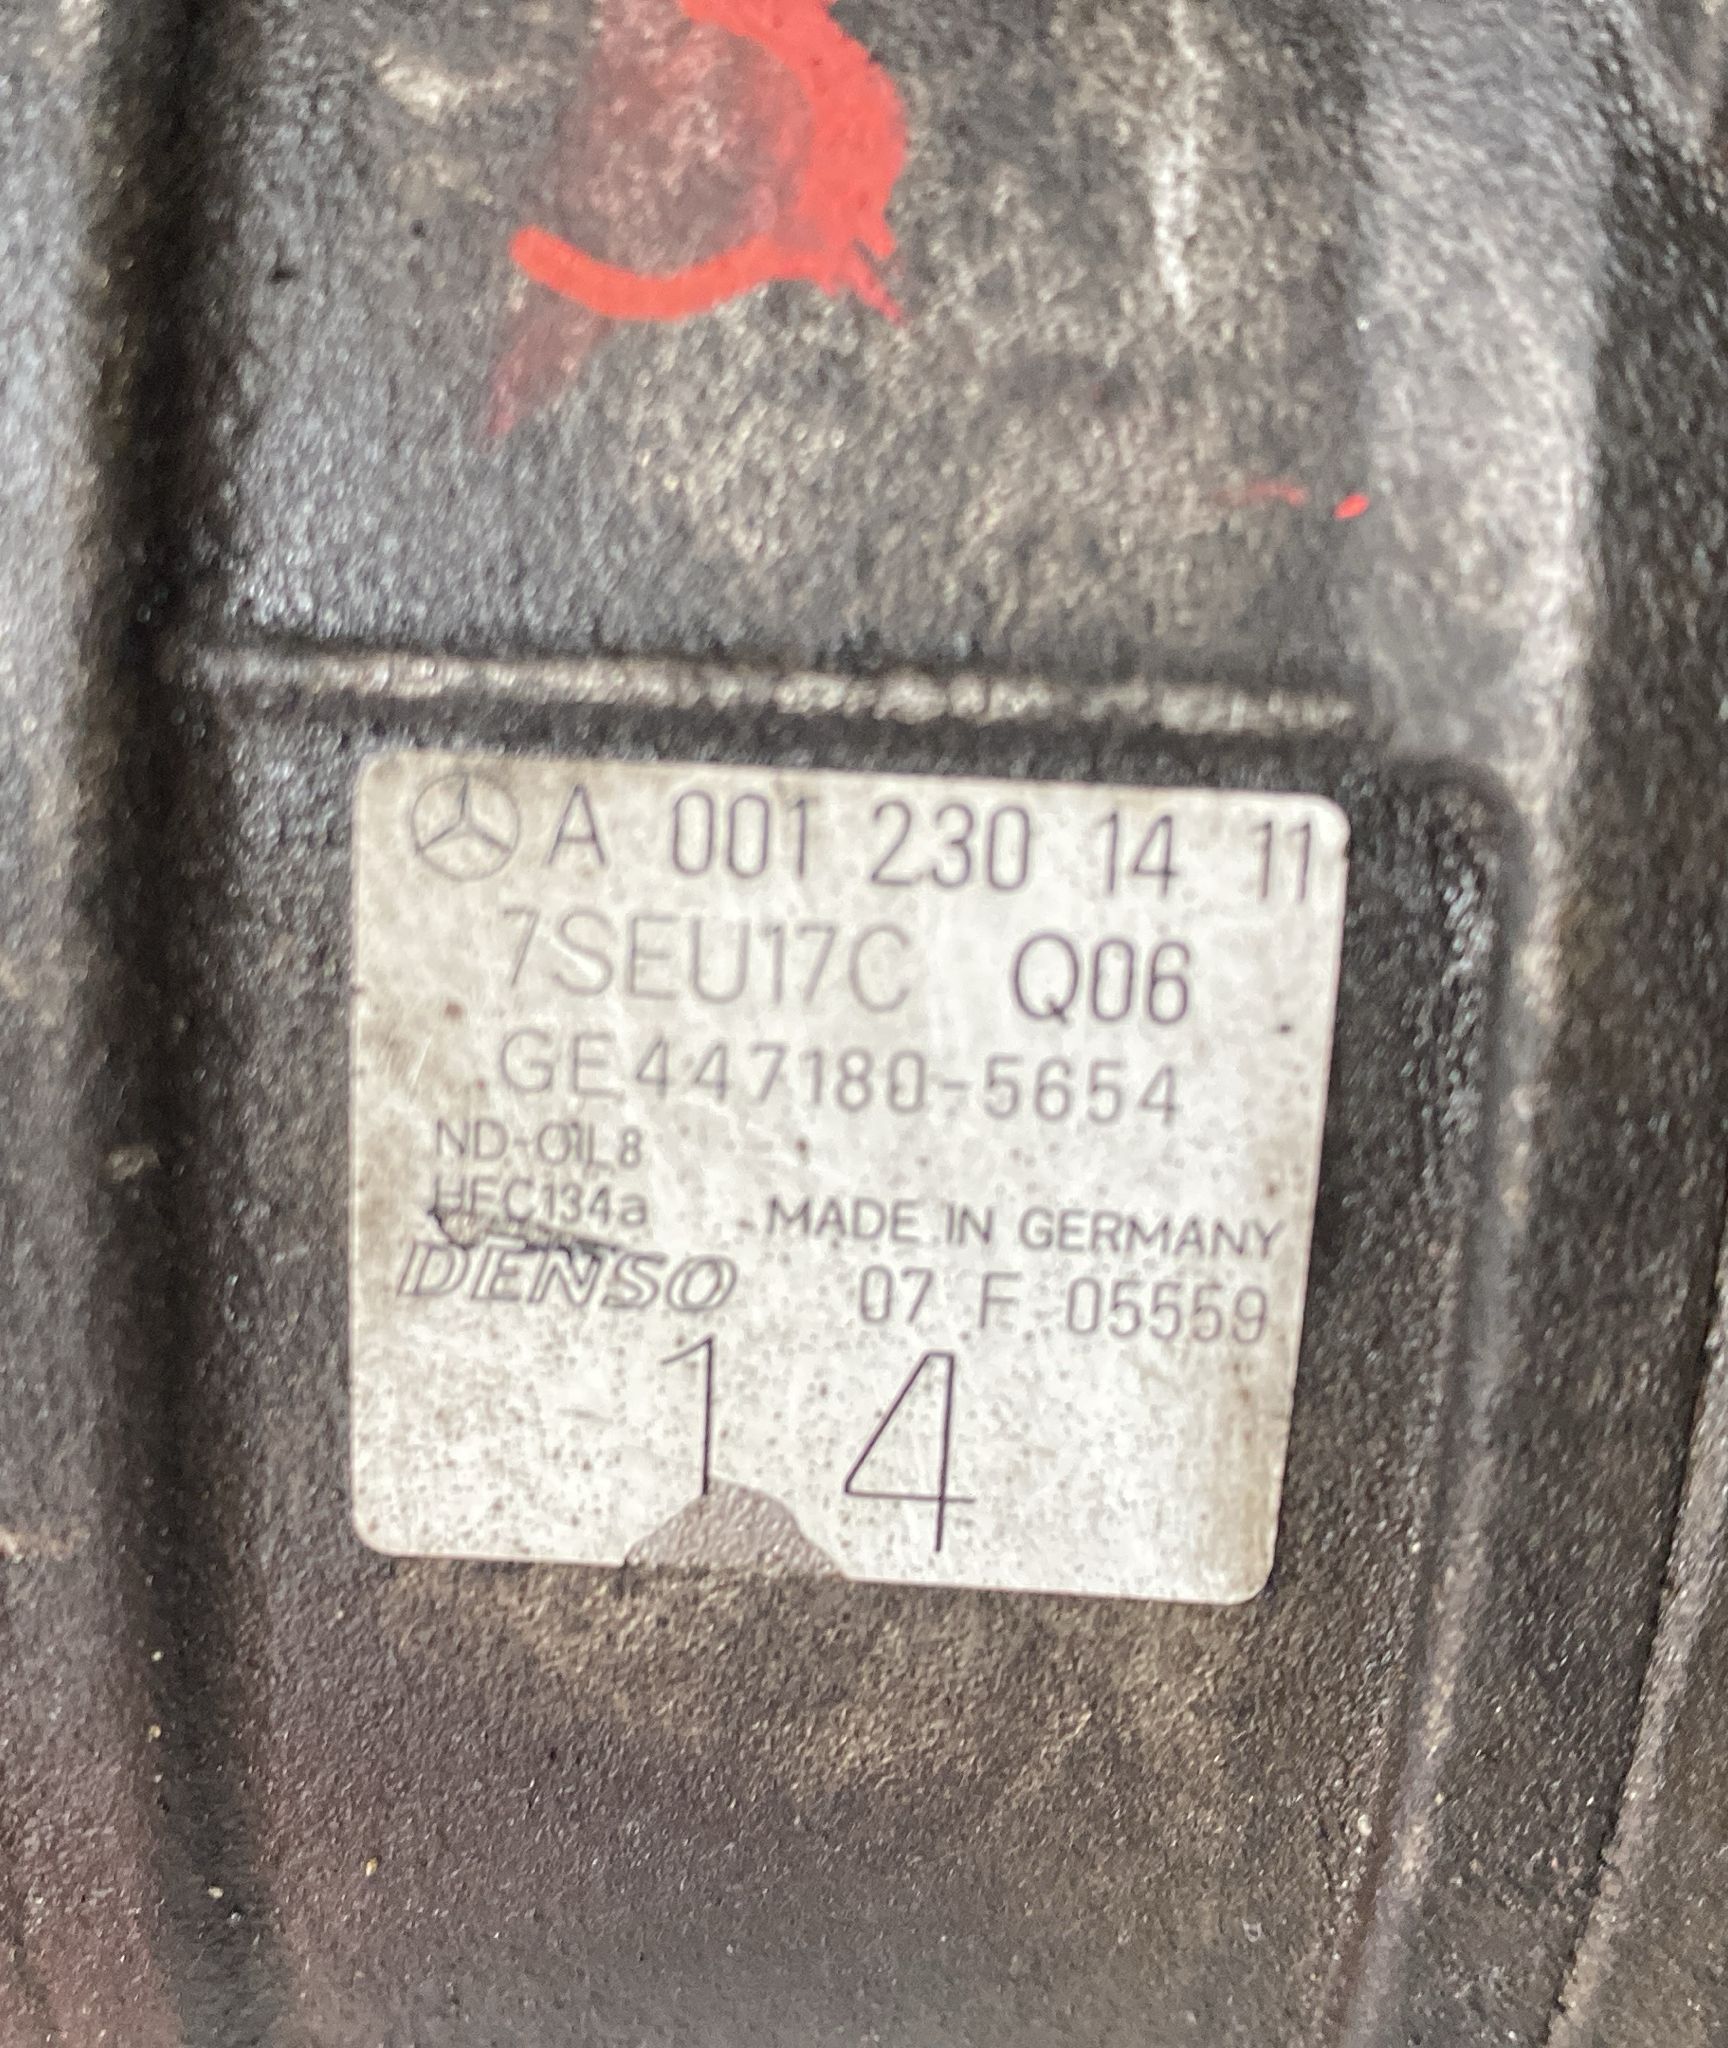 A 001 230 14 11
7SEU17C Q06
GE447180-5654
ND-OIL8
HFC134a MADE IN GERMANY
DENSO 07 F 05559
14